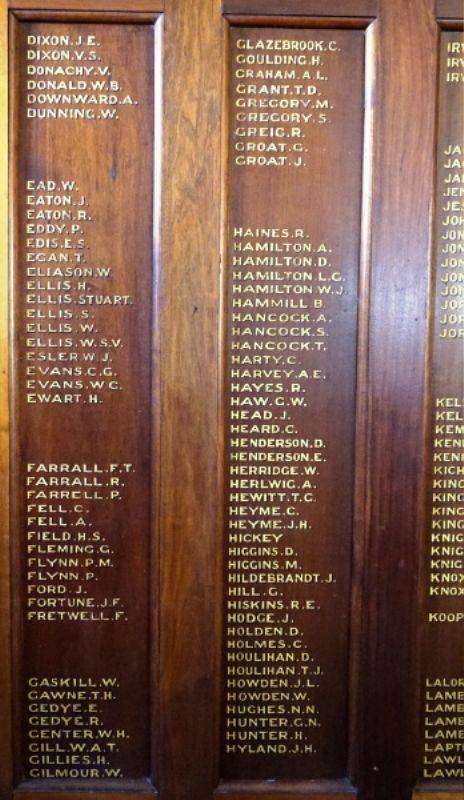 DIXON.J.E.
DIXON.V.S.
DONACHY.V.
DONALD.W.B.
DOWNWARD.A.
DUNNING.W.
EAD.W.
EATON.J.
EATON.R.
EDDY.P.
EDIS.E.S.
EGAN.T.
ELIASON.W.
ELLIS.H.
ELLIS.STUART.
ELLIS.S.
ELLIS.W.
ELLIS.W.S.V.
ESLER.W.J.
EVANS.C.G.
EVANS.W.C.
EWART.H.
FARRALL.F.T.
FARRALL.R.
FARRELL.P.
FELL.C.
FELL.A.
FIELD.H.S.
FLEMING.G.
FLYNN.P.M.
FLYNN.P.
FORD.J.
FORTUNE.J.F.
FRETWELL.F.
GASKILL.W.
GAWNE.T.H.
GEDYE.E.
GEDYE.R.
GENTER.W.H.
GILL.W.A.T.
GILLIES.H.
GILMOUR.W.
GLAZEBROOK.C.
GOULDING.H.
GRAHAM.A.L.
GRANT.T.D.
GREGORY.M.
GREGORY.S.
GREIG.R.
GROAT.G.
GROAT.J.
HAINES.R.
HAMILTON.A.
HAMILTON.D.
HAMILTON.L.G.
HAMILTON.W.J.
HAMMILL.B.
HANCOCK.A.
HANCOCK.S.
HANCOCK.T.
HARTY.C.
HARVEY.A.E.
HAYES.R.
HAW.G.W.
HEAD.J.
HEARD.C.
HENDERSON.D.
HENDERSON.E.
HERRIDGE.W.
HERLWIG.A.
HEWITT.T.G.
HEYME.C.
HEYME.J.H.
HICKEY
HIGGINS.D.
HIGGINS.M.
HILDEBRANDT.J.
HILL.G.
HISKINS.R.E.
HODGE.J.
HOLDEN.D.
HOLMES.C.
HOULIHAN.D.
HOULIHAN.T.J.
HOWDEN.J.L.
HOWDEN.W.
HUGHES.N.N.
HUNTER.G.N.
HUNTER.H.
HYLAND.J.H.